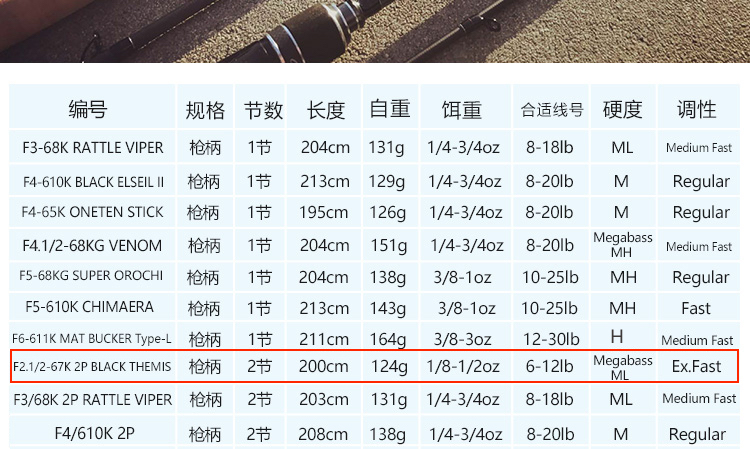 编号 规格 节数 长度 自重 饵重 合适线号 硬度 调性
F3-68K RATTLE VIPER 枪柄 1节 204cm 131g 1/4-3/4oz 8-18lb ML Medium Fast
F4-610K BLACK ELSEIL II 枪柄 1节 213cm 129g 1/4-3/4oz 8-20lb M Regular
F4-65K ONETEN STICK 枪柄 1节 195cm 126g 1/4-3/4oz 8-20lb M Regular
F4.1/2-68KG VENOM 枪柄 1节 204cm 151g 1/4-3/4oz 8-20lb Megabass MH Medium Fast
F5-68KG SUPER OROCHI 枪柄 1节 204cm 138g 3/8-1oz 10-25lb MH Regular
F5-610K CHIMAERA 枪柄 1节 213cm 143g 3/8-1oz 10-25lb MH Fast
F6-611K MAT BUCKER Type-L 枪柄 1节 211cm 164g 3/8-3oz 12-30lb H Medium Fast
F2.1/2-67K 2P BLACK THEMIS 枪柄 2节 200cm 124g 1/8-1/2oz 6-12lb Megabass ML Ex.Fast
F3/68K 2P RATTLE VIPER 枪柄 2节 203cm 131g 1/4-3/4oz 8-18lb ML Medium Fast
F4/610K 2P 枪柄 2节 208cm 138g 1/4-3/4oz 8-20lb M Regular